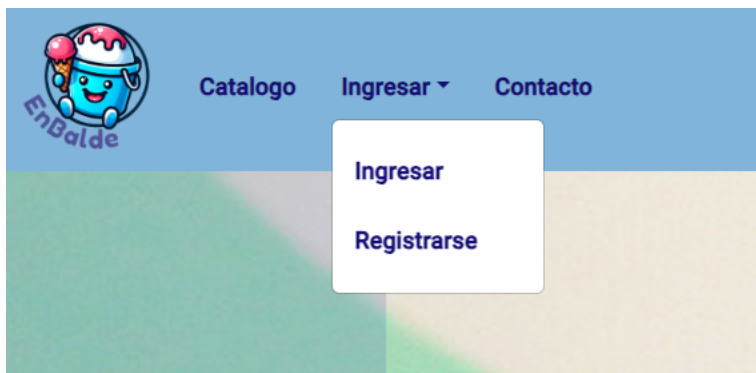 EnBalde
Catalogo Ingresar Contacto
Ingresar
Registrarse